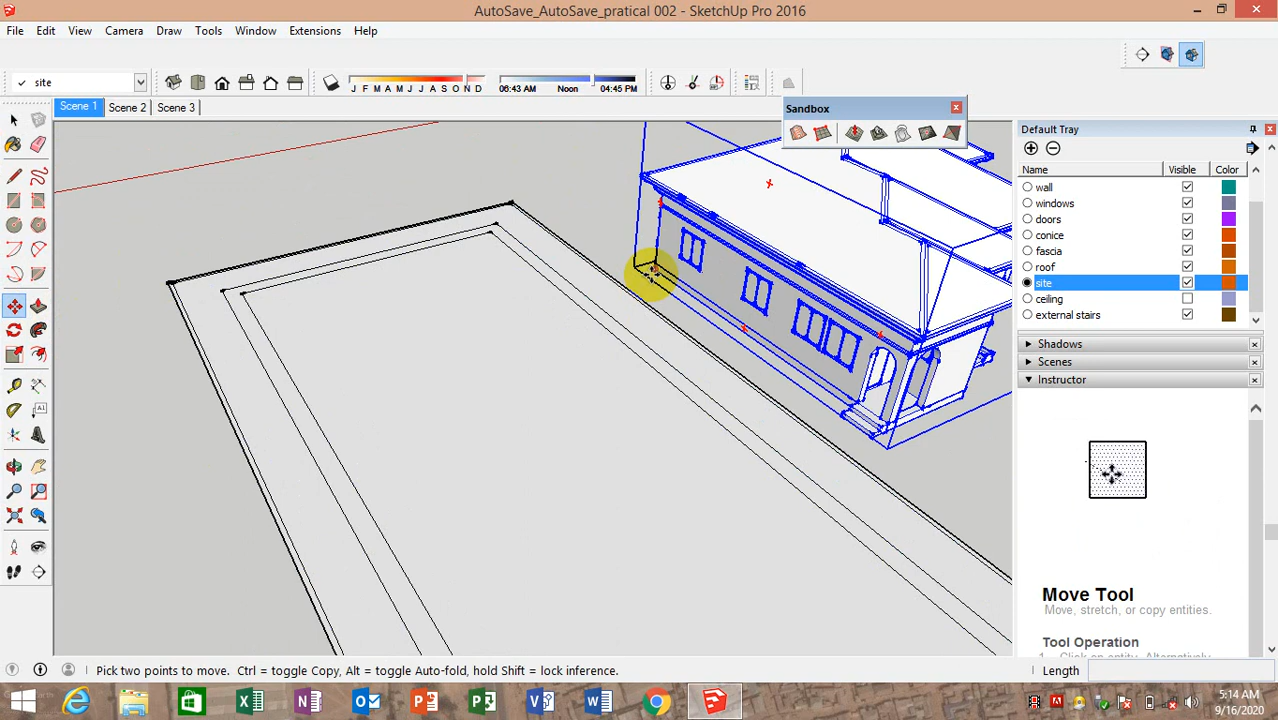 AutoSave_AutoSave_pratical 002 - SketchUp Pro 2016
File Edit View Camera Draw Tools Window Extensions Help
site
J F M A M J J A S O N D
06:43 AM Noon 04:45 PM
Scene 1 Scene 2 Scene 3
Sandbox
Default Tray
Name Visible Color
wall
windows
doors
conice
fascia
roof
site
ceiling
external stairs
Shadows
Scenes
Instructor
Move Tool
Move, stretch, or copy entities.
Tool Operation
Pick two points to move. Ctrl = toggle Copy, Alt = toggle Auto-fold, hold Shift = lock inference.
Length
5:14 AM
9/16/2020